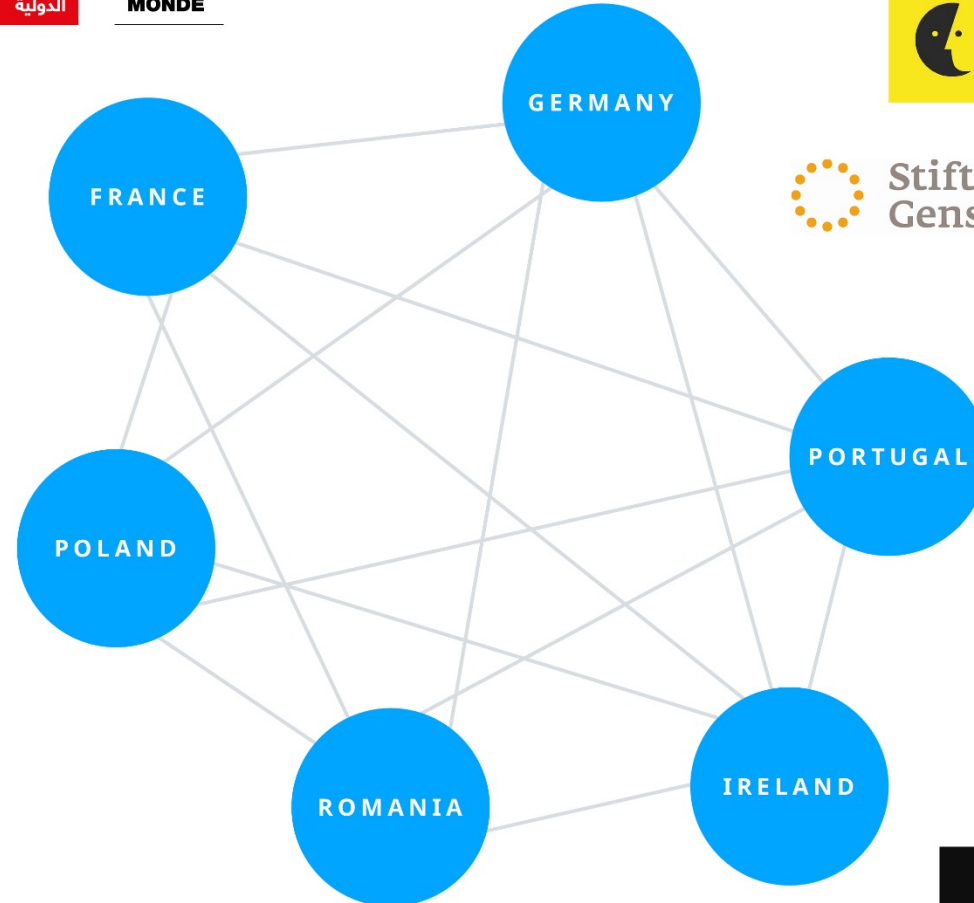 الدولية
MONDE
GERMANY
FRANCE
PORTUGAL
POLAND
IRELAND
ROMANIA